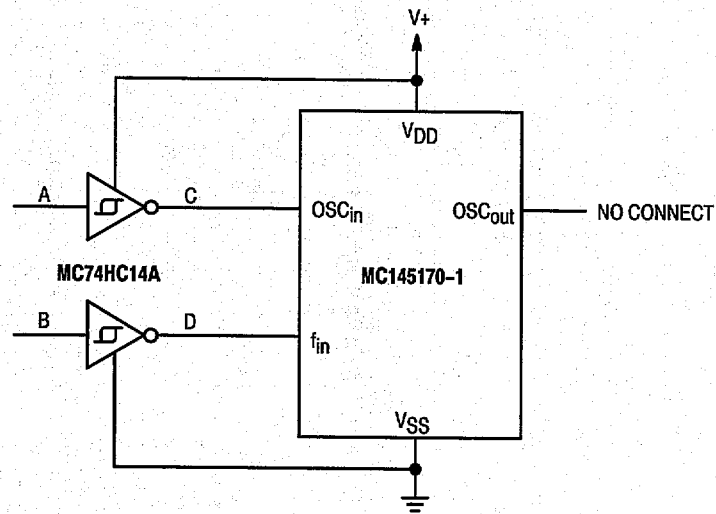 V+
VDD
A
C
OSCin
OSCout
NO CONNECT
MC74HC14A
MC145170-1
B
D
fin
VSS